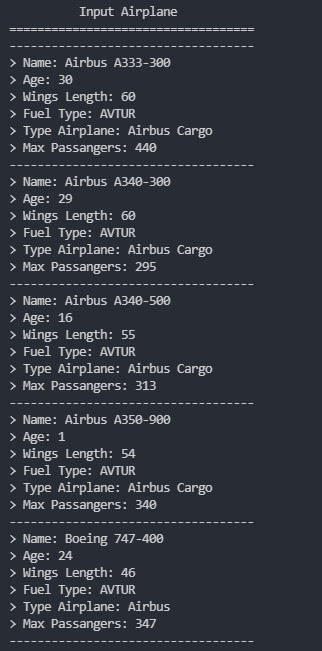 Input Airplane
===================================
-----------------------------------
> Name: Airbus A333-300
> Age: 30
> Wings Length: 60
> Fuel Type: AVTUR
> Type Airplane: Airbus Cargo
> Max Passangers: 440
-----------------------------------
> Name: Airbus A340-300
> Age: 29
> Wings Length: 60
> Fuel Type: AVTUR
> Type Airplane: Airbus Cargo
> Max Passangers: 295
-----------------------------------
> Name: Airbus A340-500
> Age: 16
> Wings Length: 55
> Fuel Type: AVTUR
> Type Airplane: Airbus Cargo
> Max Passangers: 313
-----------------------------------
> Name: Airbus A350-900
> Age: 1
> Wings Length: 54
> Fuel Type: AVTUR
> Type Airplane: Airbus Cargo
> Max Passangers: 340
-----------------------------------
> Name: Boeing 747-400
> Age: 24
> Wings Length: 46
> Fuel Type: AVTUR
> Type Airplane: Airbus
> Max Passangers: 347
-----------------------------------